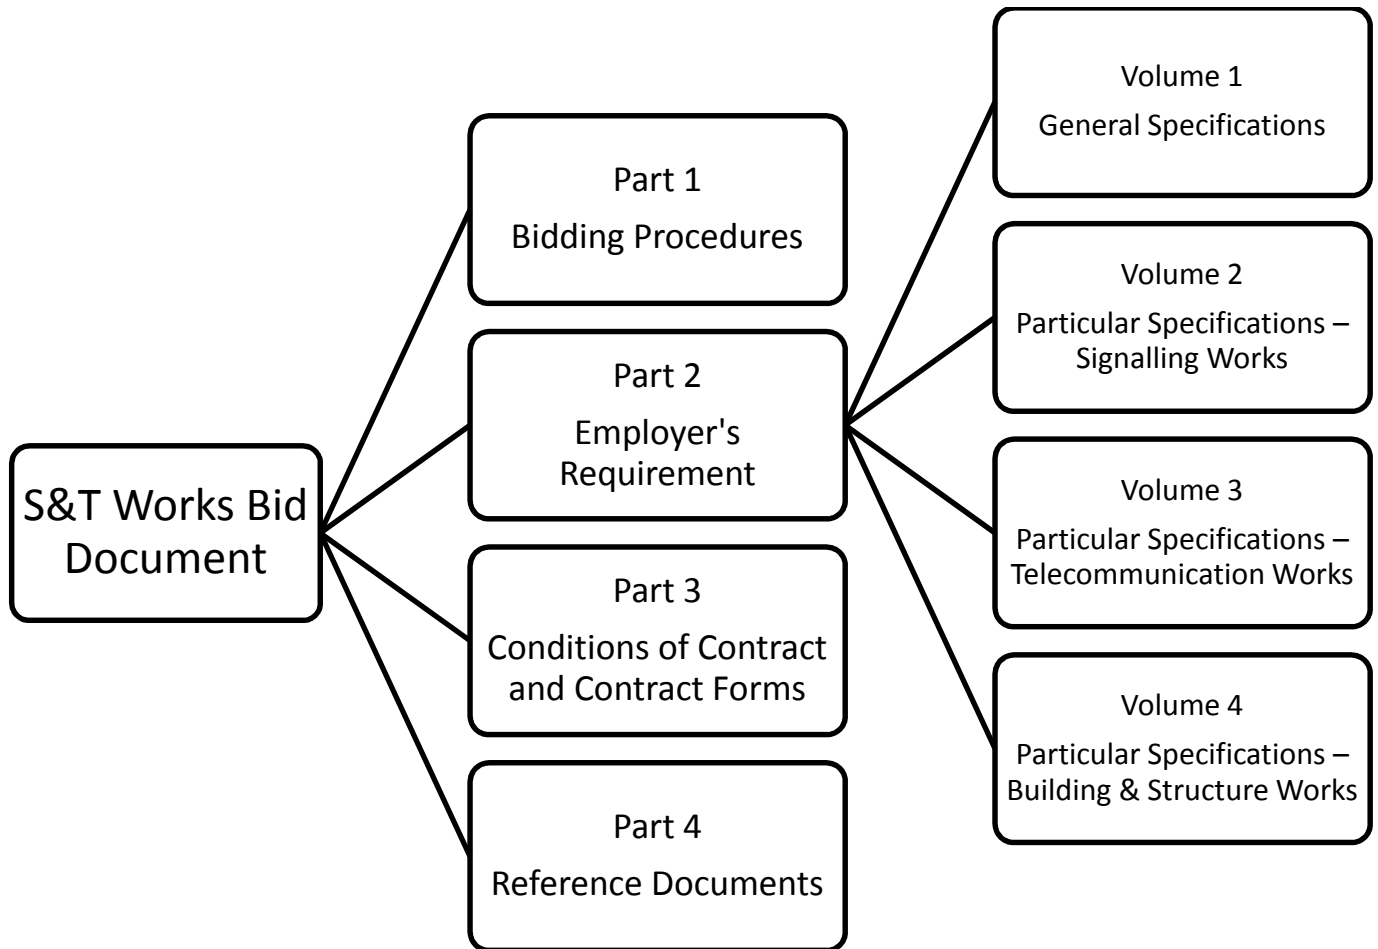 S&T Works Bid
Document
Part 1
Bidding Procedures
Part 2
Employer's
Requirement
Part 3
Conditions of Contract
and Contract Forms
Part 4
Reference Documents
Volume 1
General Specifications
Volume 2
Particular Specifications –
Signalling Works
Volume 3
Particular Specifications –
Telecommunication Works
Volume 4
Particular Specifications –
Building & Structure Works